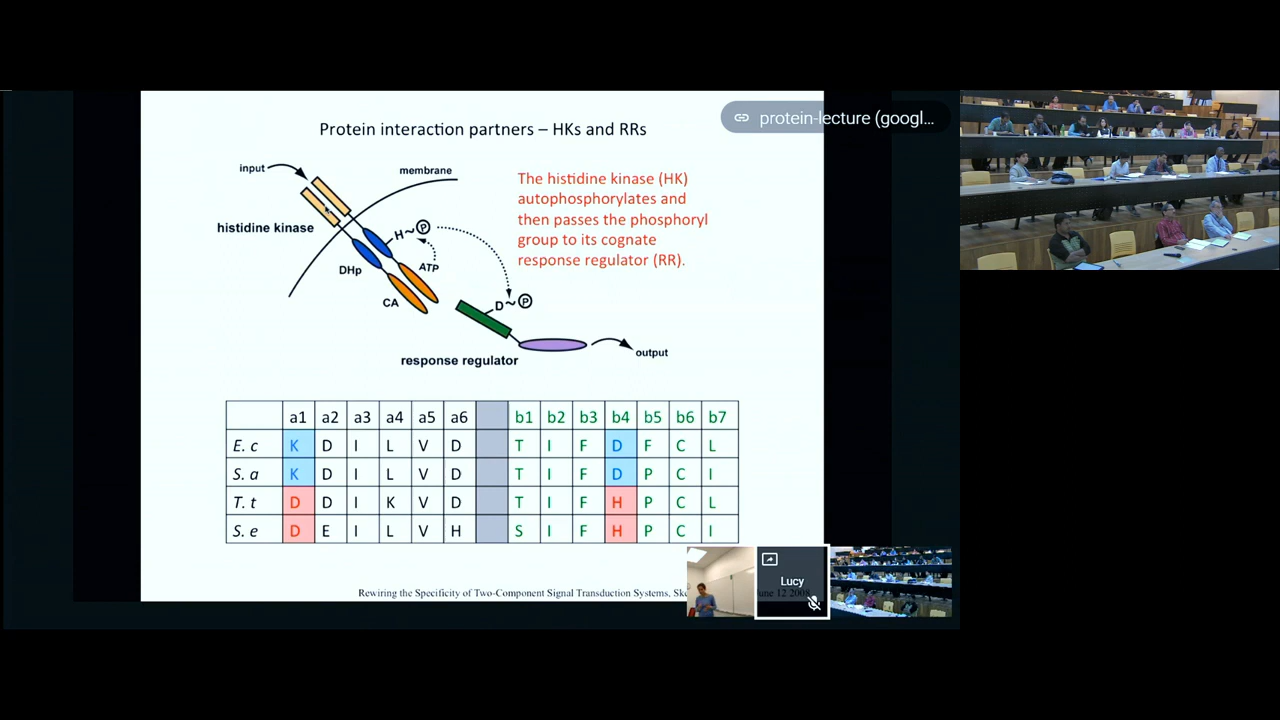 protein-lecture (googl...
Protein interaction partners – HKs and RRs
input
membrane
The histidine kinase (HK)
autophosphorylates and
then passes the phosphoryl
group to its cognate
response regulator (RR).
histidine kinase
H~P
DHp
ATP
CA
D~P
response regulator
output
a1 a2 a3 a4 a5 a6 b1 b2 b3 b4 b5 b6 b7
E. c K D I L V D T I F D F C L
S. a K D I L V D T I F D P C I
T. t D D I K V D T I F H P C L
S. e D E I L V H S I F H P C I
Lucy
Rewiring the Specificity of Two-Component Signal Transduction Systems, June 12 2008